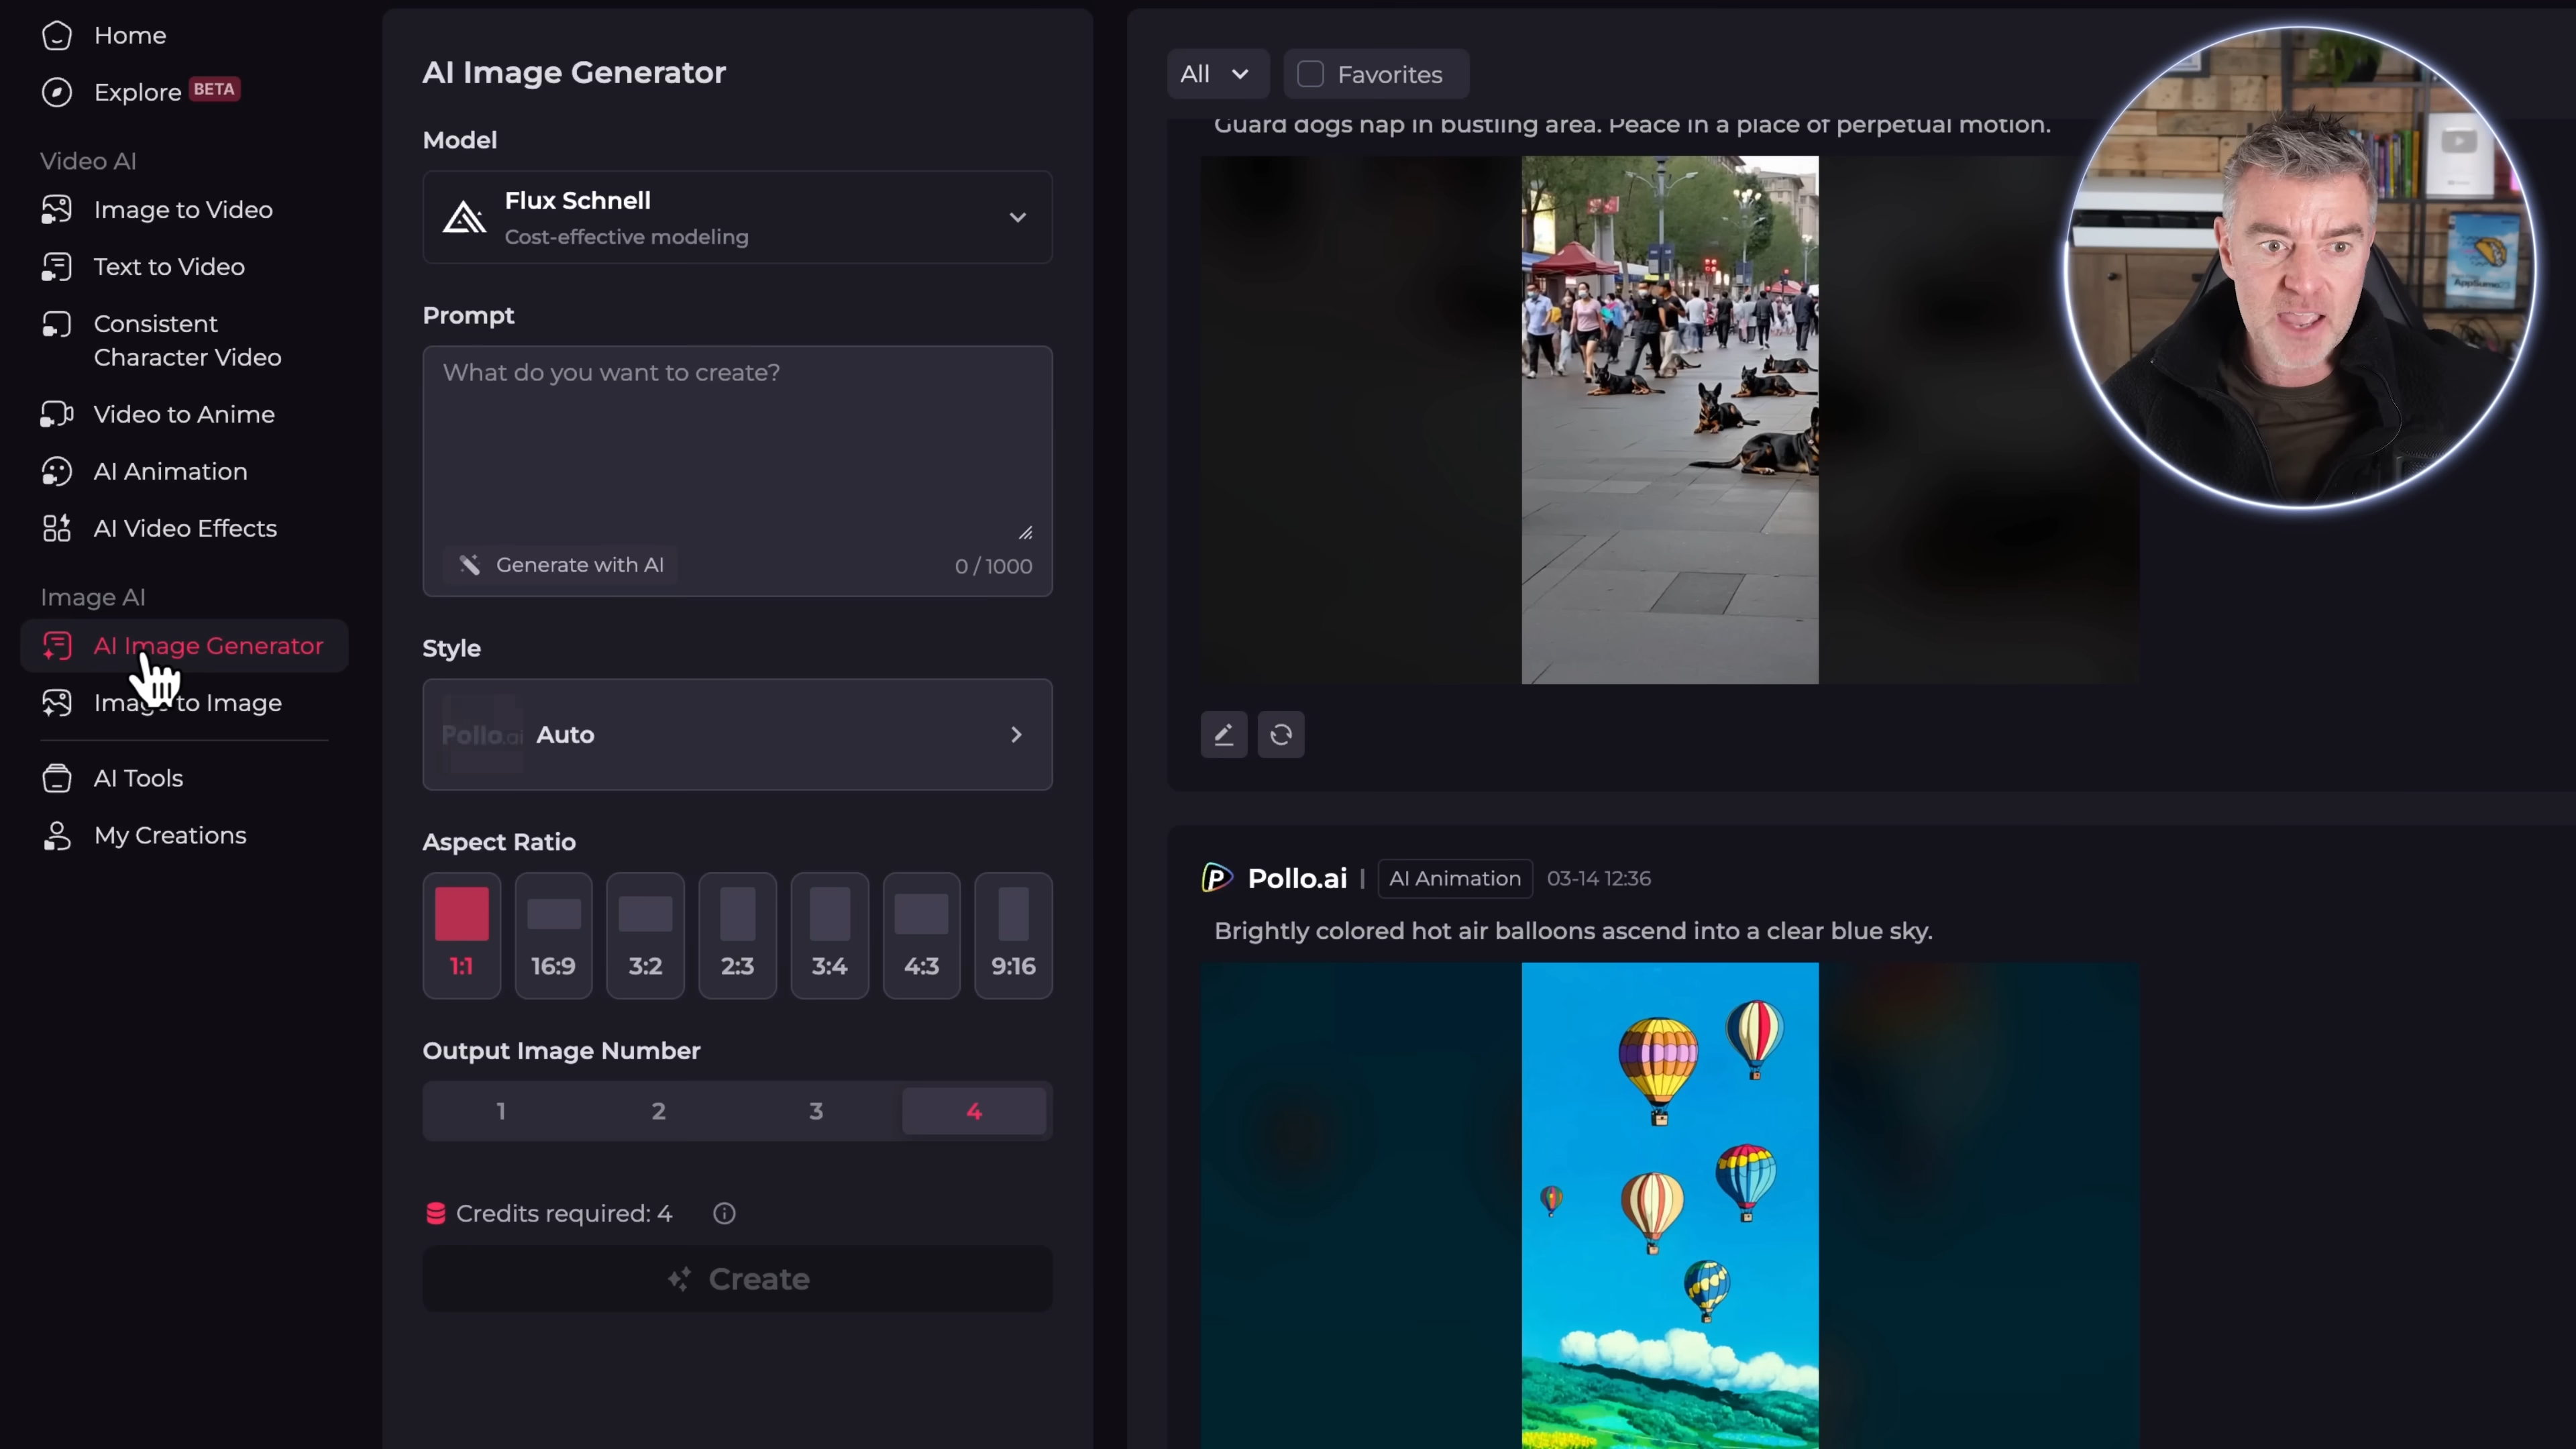 Home
Explore BETA
Video AI
Image to Video
Text to Video
Consistent
Character Video
Video to Anime
AI Animation
AI Video Effects
Image AI
AI Image Generator
Image to Image
AI Tools
My Creations
AI Image Generator
Model
Flux Schnell
Cost-effective modeling
Prompt
What do you want to create?
Generate with AI
0 / 1000
Style
Pollo.ai
Auto
Aspect Ratio
1:1
16:9
3:2
2:3
3:4
4:3
9:16
Output Image Number
1
2
3
4
Credits required: 4
Create
All
Favorites
Guard dogs nap in bustling area. Peace in a place of perpetual motion.
Pollo.ai | AI Animation 03-14 12:36
Brightly colored hot air balloons ascend into a clear blue sky.
AppSumo